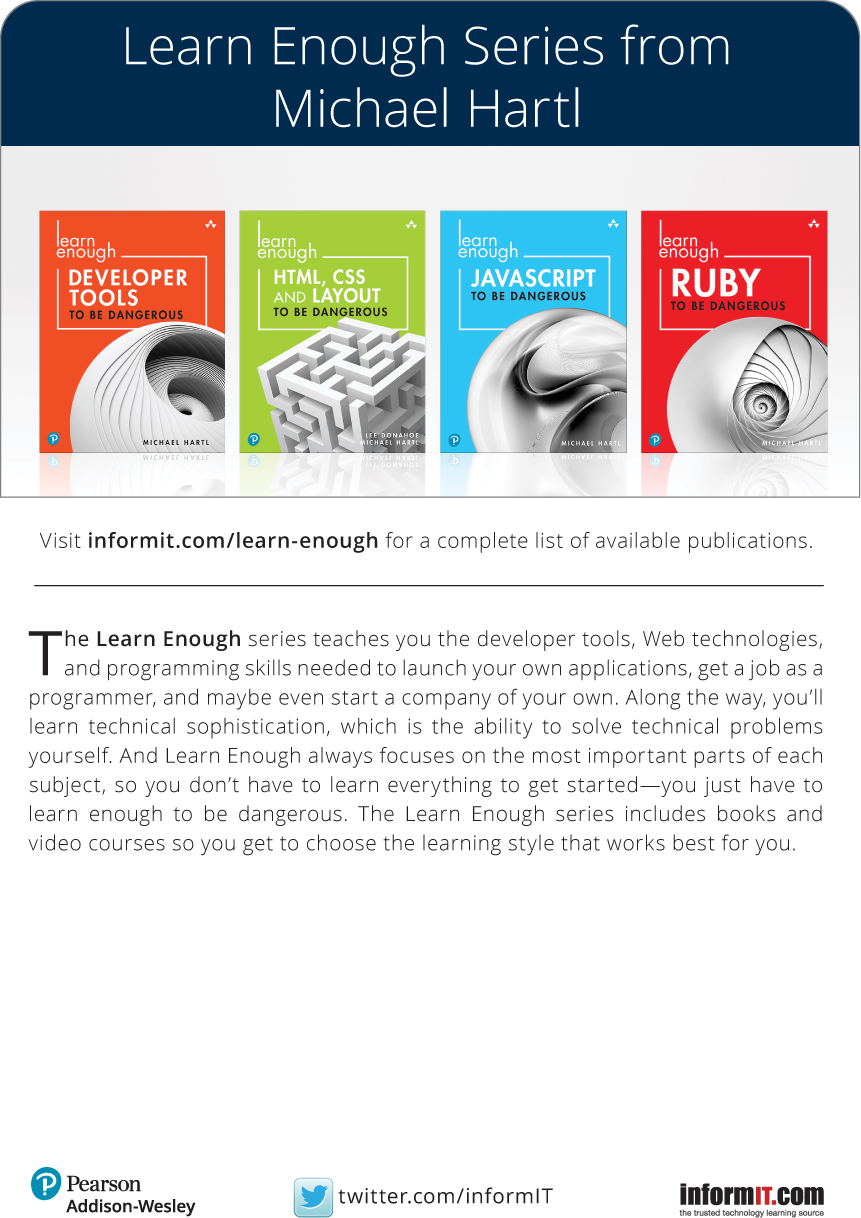 Learn Enough Series from
Michael Hartl
learn
enough
DEVELOPER
TOOLS
TO BE DANGEROUS
MICHAEL HARTL
learn
enough
HTML, CSS
AND LAYOUT
TO BE DANGEROUS
LEE DONAHOE
MICHAEL HARTL
learn
enough
JAVASCRIPT
TO BE DANGEROUS
MICHAEL HARTL
learn
enough
RUBY
TO BE DANGEROUS
MICHAEL HARTL
Visit informit.com/learn-enough for a complete list of available publications.
The Learn Enough series teaches you the developer tools, Web technologies,
and programming skills needed to launch your own applications, get a job as a
programmer, and maybe even start a company of your own. Along the way, you’ll
learn technical sophistication, which is the ability to solve technical problems
yourself. And Learn Enough always focuses on the most important parts of each
subject, so you don’t have to learn everything to get started—you just have to
learn enough to be dangerous. The Learn Enough series includes books and
video courses so you get to choose the learning style that works best for you.
Pearson
Addison-Wesley
twitter.com/informIT
informIT.com
the trusted technology learning source